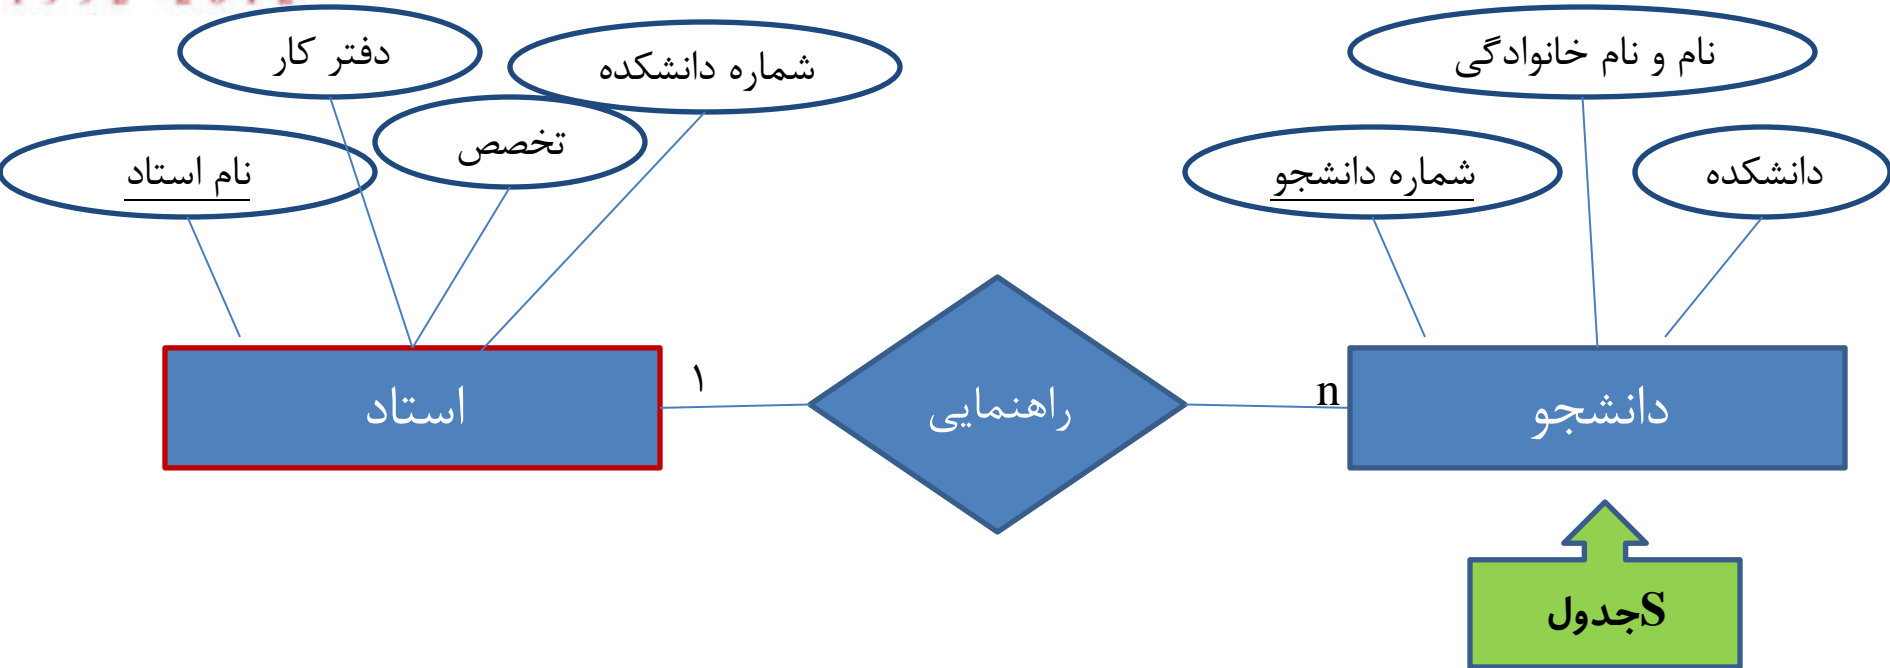 نام و نام خانوادگی
دفتر کار
شماره دانشکده
تخصص
دانشکده
شماره دانشجو
نام استاد
دانشجو
n
راهنمایی
۱
استاد
جدولS